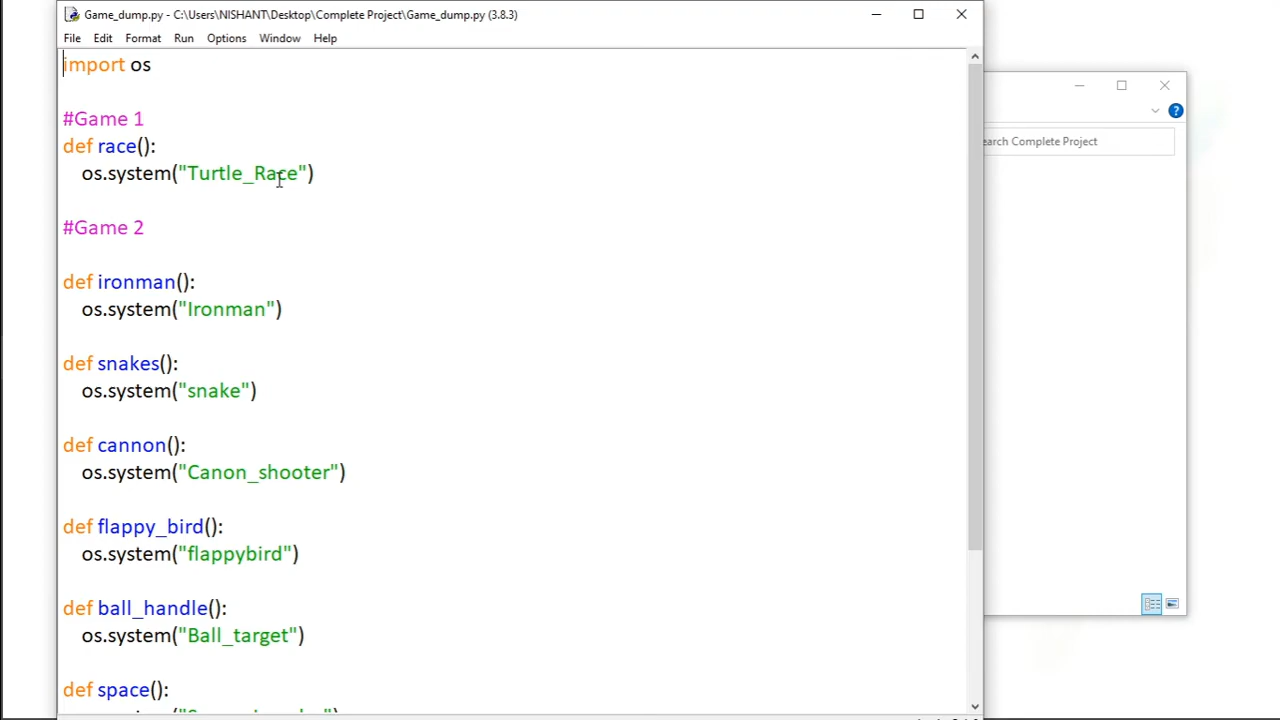 Game_dump.py - C:\Users\NISHANT\Desktop\Complete Project\Game_dump.py (3.8.3)
File Edit Format Run Options Window Help
import os
#Game 1
def race():
os.system("Turtle_Race")
#Game 2
def ironman():
os.system("Ironman")
def snakes():
os.system("snake")
def cannon():
os.system("Canon_shooter")
def flappy_bird():
os.system("flappybird")
def ball_handle():
os.system("Ball_target")
def space():
earch Complete Project